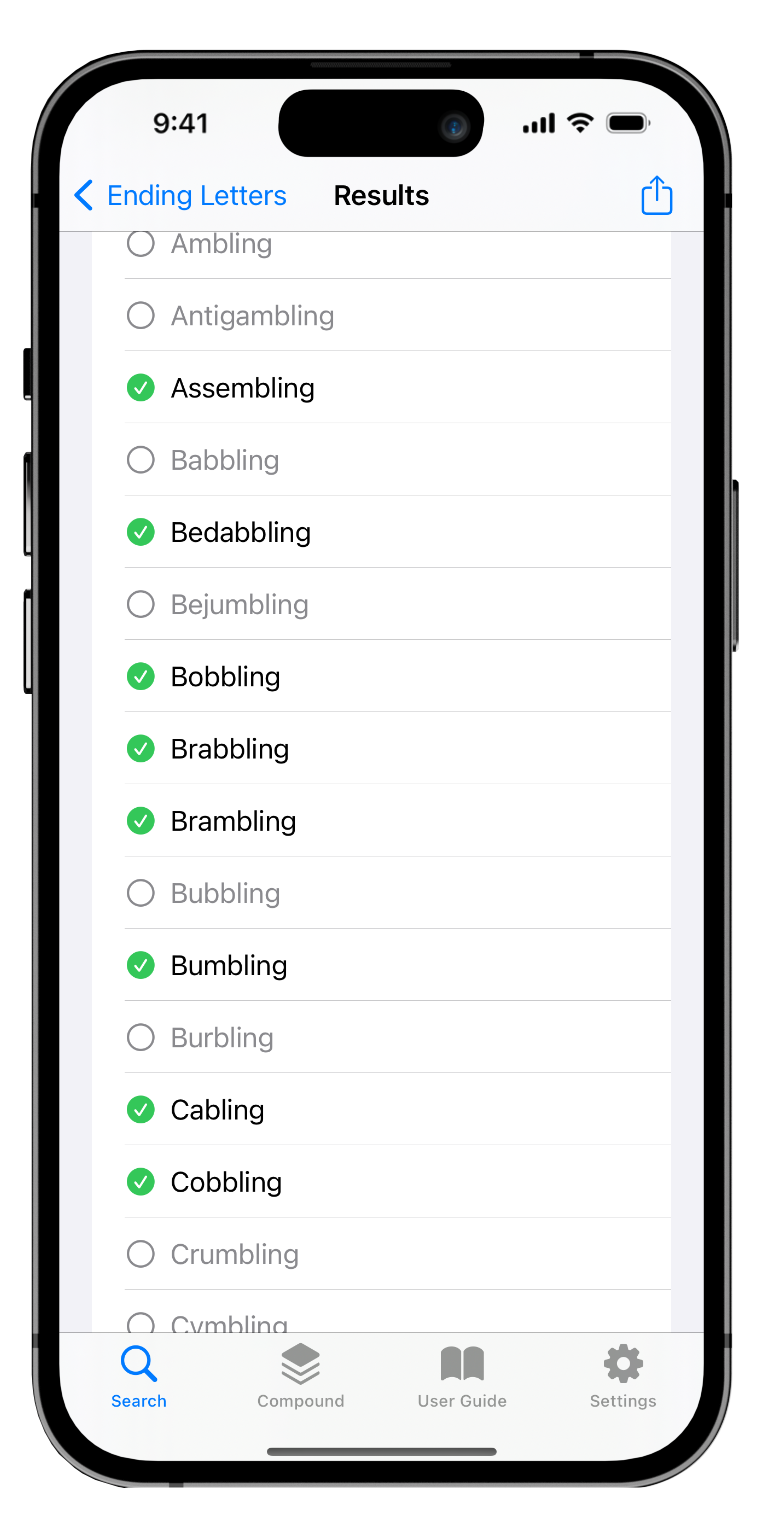 9:41
Ending Letters Results
Ambling
Antigambling
Assembling
Babbling
Bedabbling
Bejumbling
Bobbling
Brabbling
Brambling
Bubbling
Bumbling
Burbling
Cabling
Cobbling
Crumbling
Cymbling
Search Compound User Guide Settings